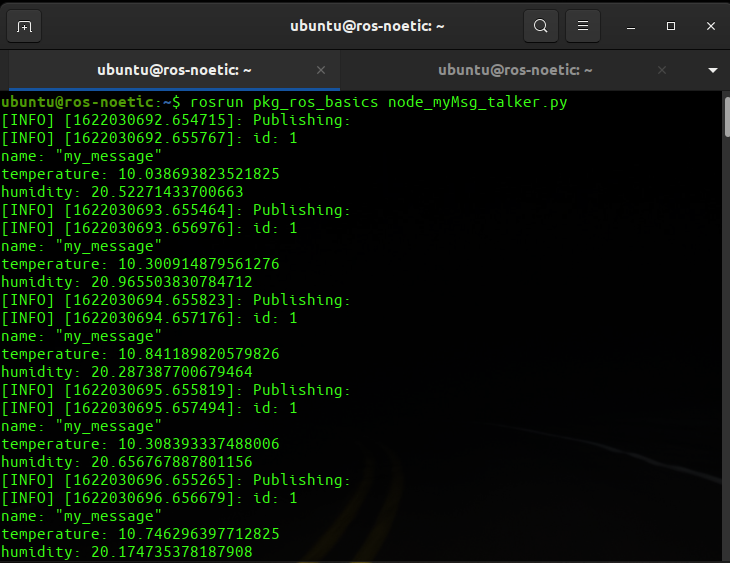 ubuntu@ros-noetic: ~
ubuntu@ros-noetic: ~
ubuntu@ros-noetic: ~
ubuntu@ros-noetic:~$ rosrun pkg_ros_basics node_myMsg_talker.py
[INFO] [1622030692.654715]: Publishing:
[INFO] [1622030692.655767]: id: 1
name: "my_message"
temperature: 10.038693823521825
humidity: 20.52271433700663
[INFO] [1622030693.655464]: Publishing:
[INFO] [1622030693.656976]: id: 1
name: "my_message"
temperature: 10.300914879561276
humidity: 20.965503830784712
[INFO] [1622030694.655823]: Publishing:
[INFO] [1622030694.657176]: id: 1
name: "my_message"
temperature: 10.841189820579826
humidity: 20.287387700679464
[INFO] [1622030695.655819]: Publishing:
[INFO] [1622030695.657494]: id: 1
name: "my_message"
temperature: 10.308393337488006
humidity: 20.656767887801156
[INFO] [1622030696.655265]: Publishing:
[INFO] [1622030696.656679]: id: 1
name: "my_message"
temperature: 10.746296397712825
humidity: 20.174735378187908